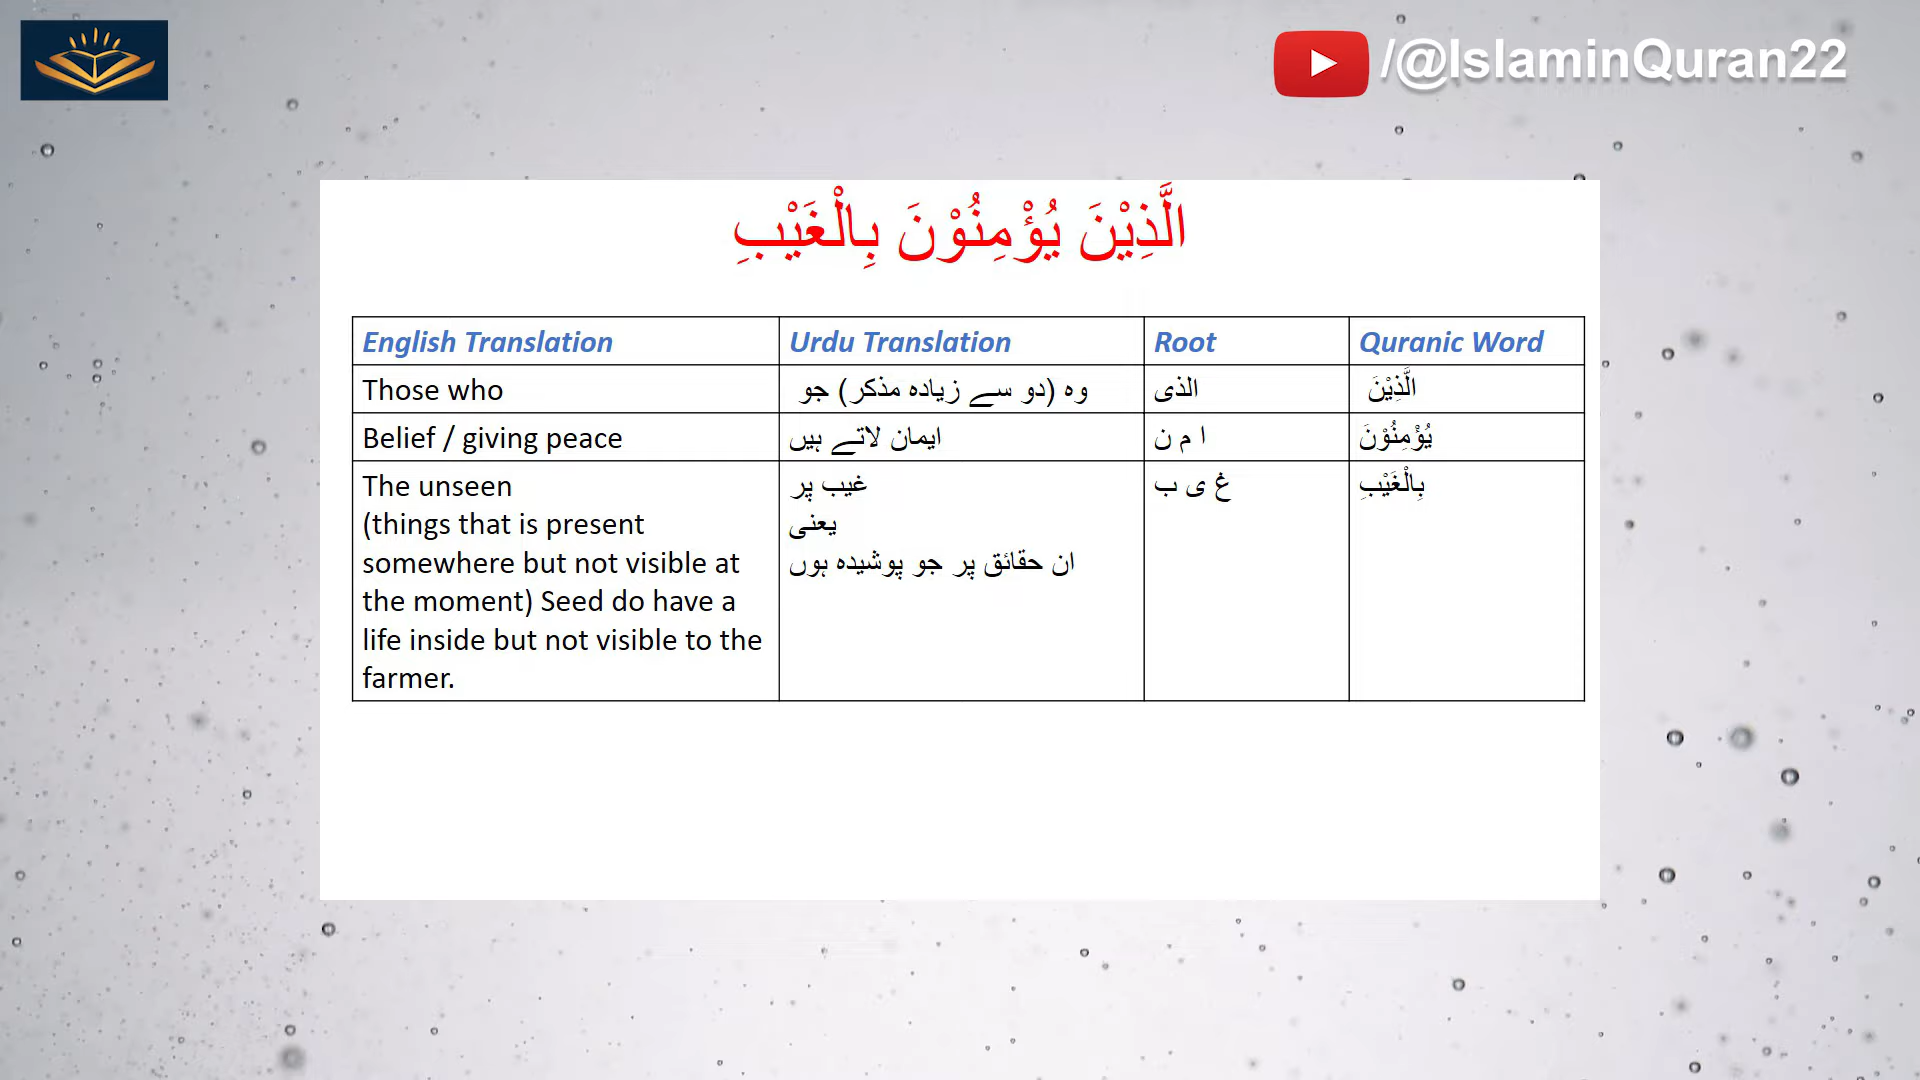 /@IslaminQuran22
الَّذِيْنَ يُؤْمِنُوْنَ بِالْغَيْبِ
English Translation Urdu Translation Root Quranic Word
Those who وہ (دو سے زیادہ مذکر) جو الذی الَّذِيْنَ
Belief / giving peace ایمان لاتے ہیں ا م ن يُؤْمِنُوْنَ
The unseen غیب پر غ ی ب بِالْغَيْبِ
(things that is present یعنی
somewhere but not visible at ان حقائق پر جو پوشیدہ ہوں
the moment) Seed do have a
life inside but not visible to the
farmer.